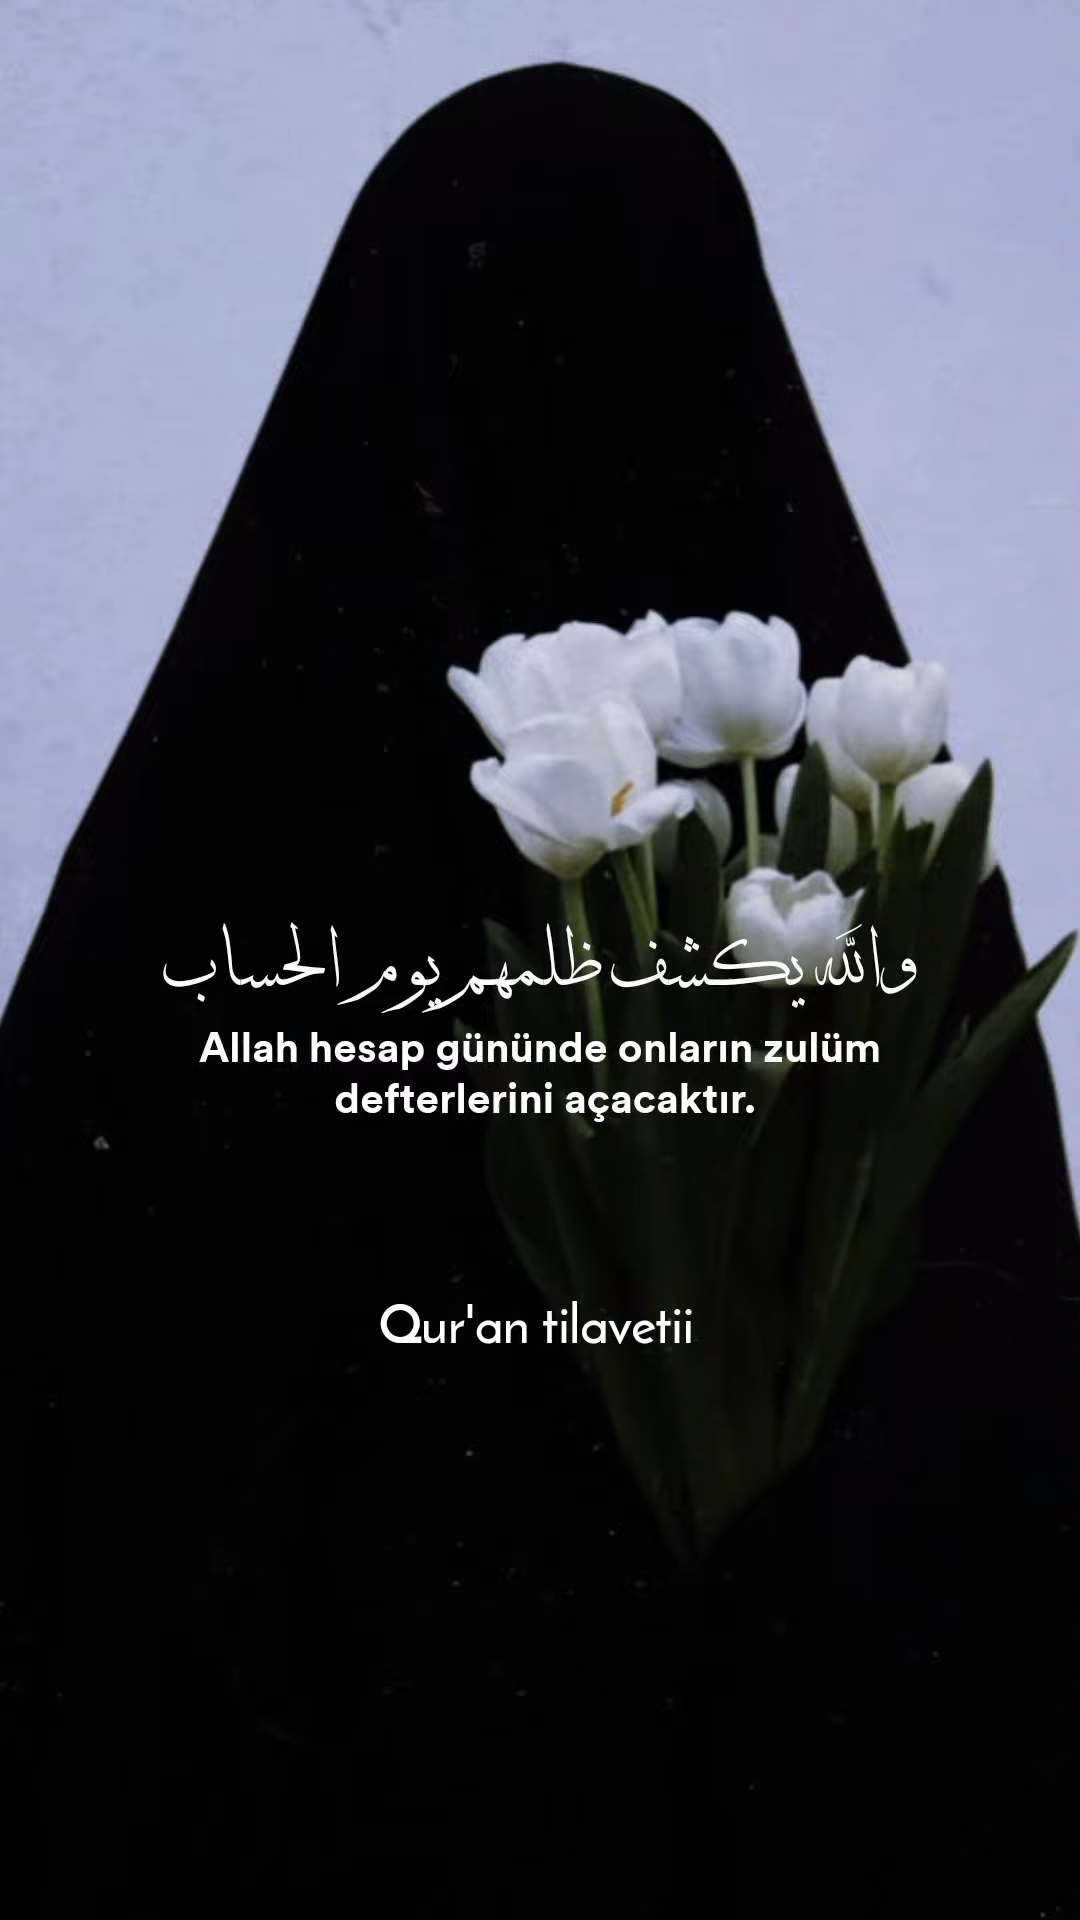 والله يكشف ظلمهم يوم الحساب
Allah hesap gününde onların zulüm
defterlerini açacaktır.
Qur'an tilavetii